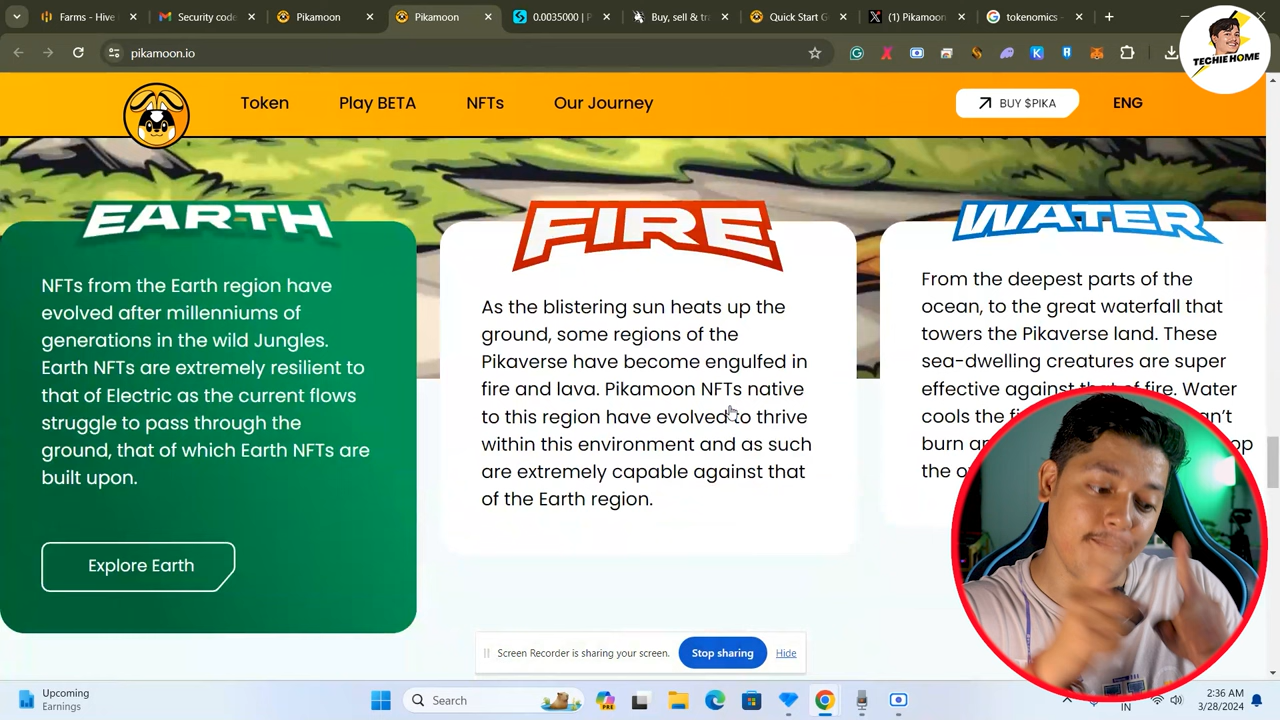 Farms - Hive
Security code
Pikamoon
Pikamoon
0.0035000 | P
Buy, sell & tr
Quick Start G
(1) Pikamoon
tokenomics -
pikamoon.io
TECHIE HOME
Token
Play BETA
NFTs
Our Journey
BUY $PIKA
ENG
EARTH
NFTs from the Earth region have
evolved after millenniums of
generations in the wild Jungles.
Earth NFTs are extremely resilient to
that of Electric as the current flows
struggle to pass through the
ground, that of which Earth NFTs are
built upon.
Explore Earth
FIRE
As the blistering sun heats up the
ground, some regions of the
Pikaverse have become engulfed in
fire and lava. Pikamoon NFTs native
to this region have evolved to thrive
within this environment and as such
are extremely capable against that
of the Earth region.
WATER
From the deepest parts of the
ocean, to the great waterfall that
towers the Pikaverse land. These
sea-dwelling creatures are super
effective against that of fire. Water
cools the
burn
the
Screen Recorder is sharing your screen.
Stop sharing
Hide
Upcoming
Earnings
Search
PRE
IN
2:36 AM
3/28/2024